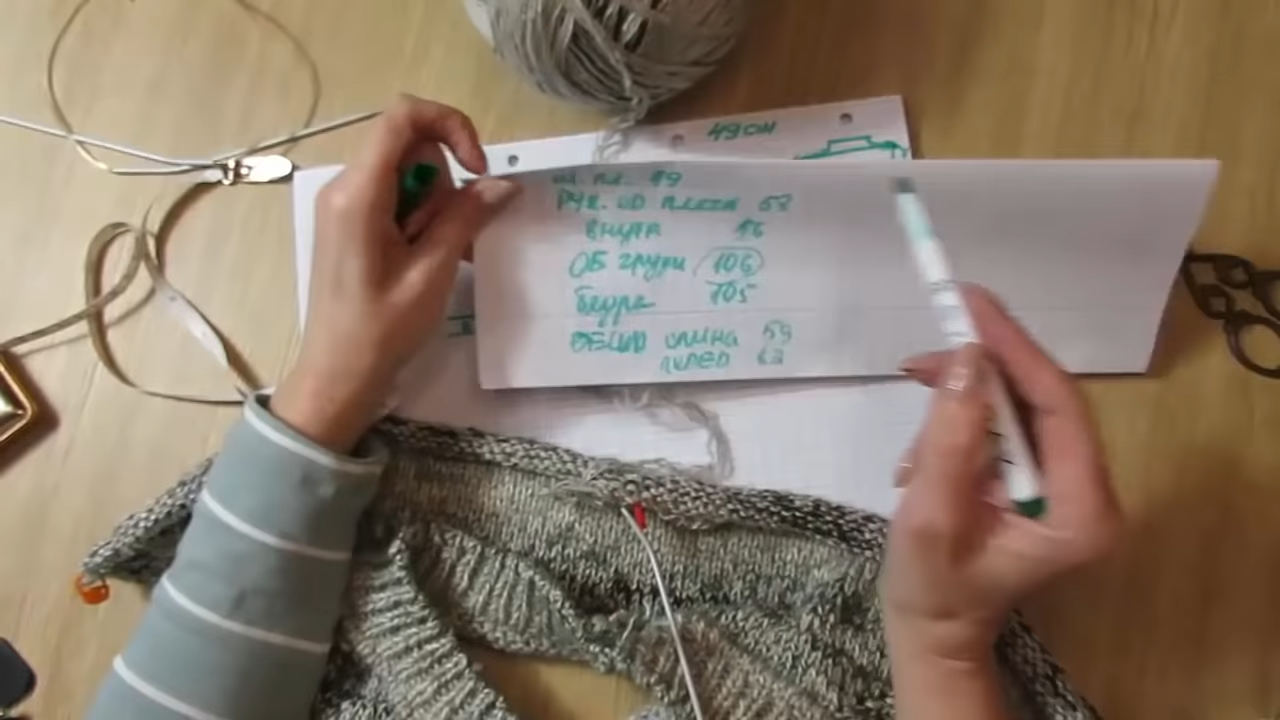 49см
Рук. от плеча 58
внутр 46
Об груди 106
бедра 105
общая длина 59
перед 62